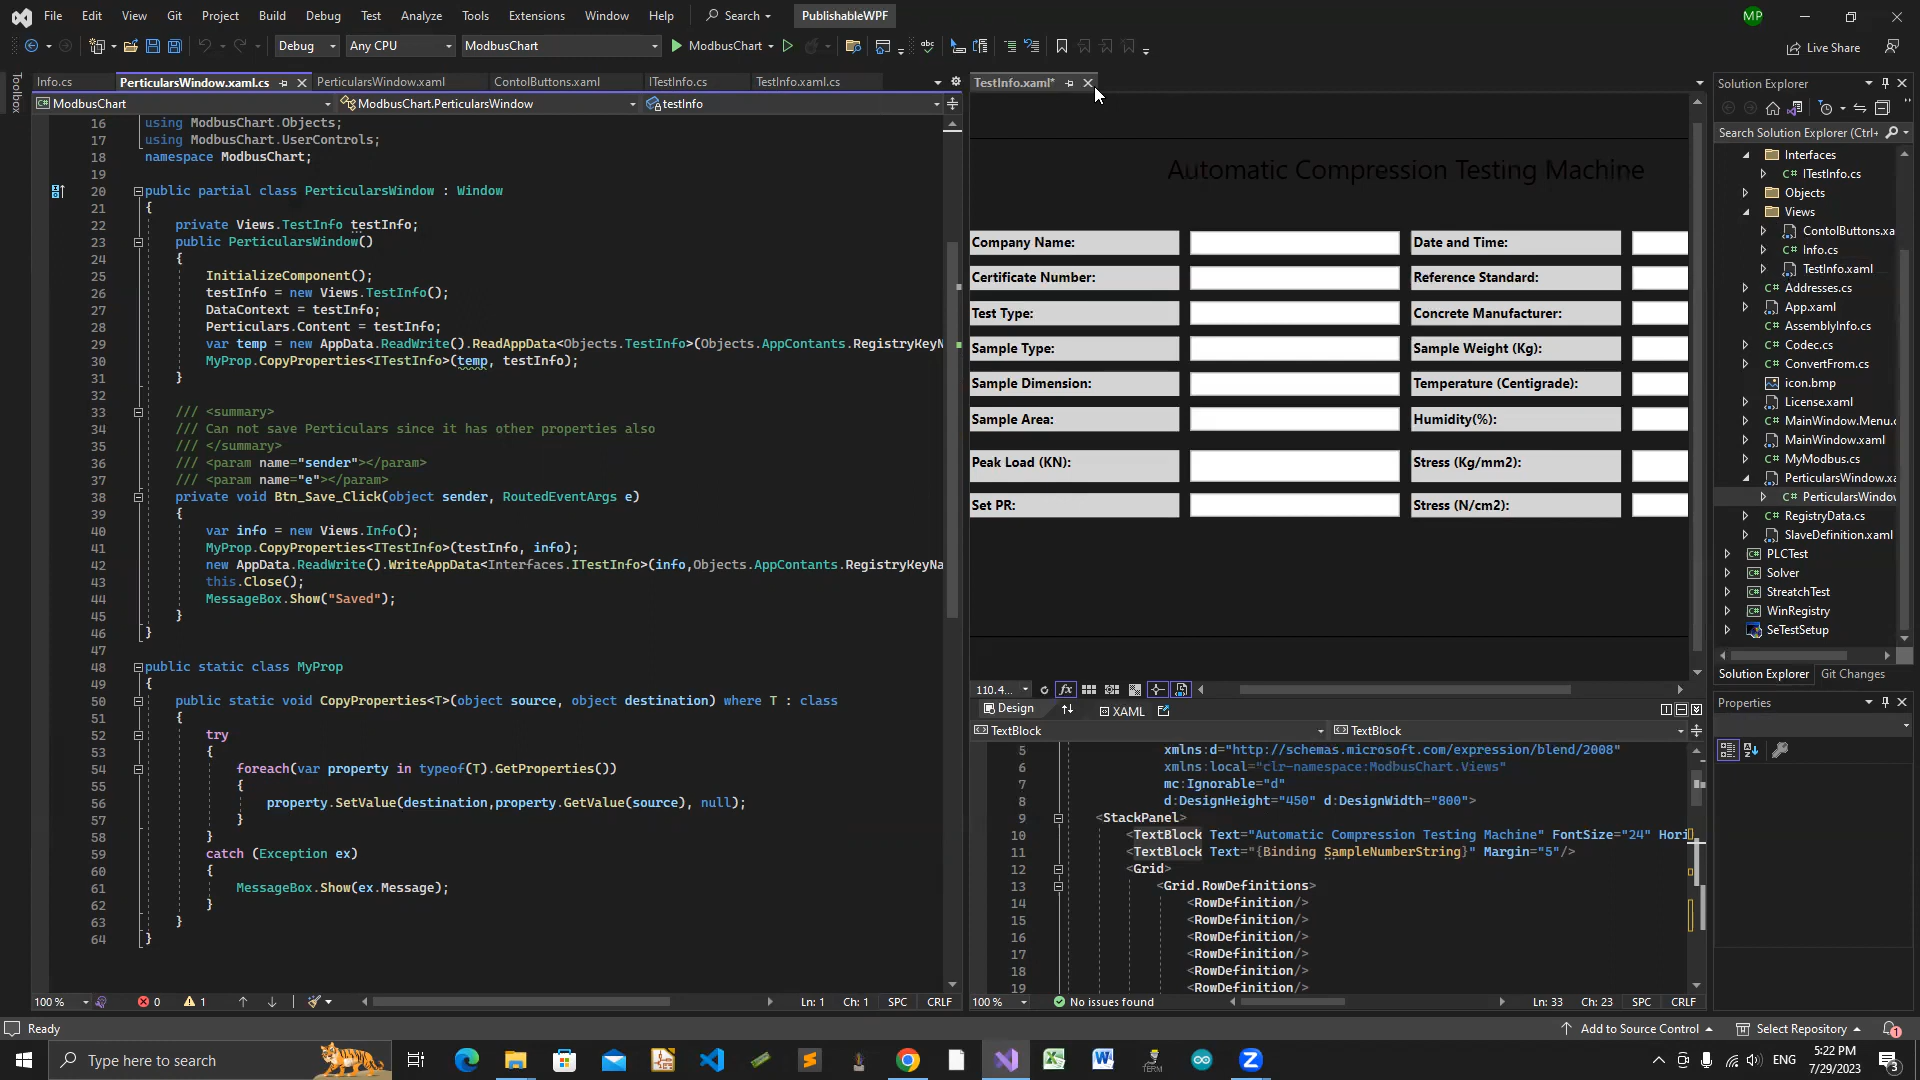 File Edit View Git Project Build Debug Test Analyze Tools Extensions Window Help Search PublishableWPF MP
Debug Any CPU ModbusChart ModbusChart Live Share
Toolbox
Info.cs PerticularsWindow.xaml.cs PerticularsWindow.xaml ContolButtons.xaml ITestInfo.cs TestInfo.xaml.cs
ModbusChart ModbusChart.PerticularsWindow testInfo
16 using ModbusChart.Objects;
17 using ModbusChart.UserControls;
18 namespace ModbusChart;
19
20 public partial class PerticularsWindow : Window
21 {
22 private Views.TestInfo testInfo;
23 public PerticularsWindow()
24 {
25 InitializeComponent();
26 testInfo = new Views.TestInfo();
27 DataContext = testInfo;
28 Perticulars.Content = testInfo;
29 var temp = new AppData.ReadWrite().ReadAppData<Objects.TestInfo>(Objects.AppContants.RegistryKeyN
30 MyProp.CopyProperties<ITestInfo>(temp, testInfo);
31 }
32
33 /// <summary>
34 /// Can not save Perticulars since it has other properties also
35 /// </summary>
36 /// <param name="sender"></param>
37 /// <param name="e"></param>
38 private void Btn_Save_Click(object sender, RoutedEventArgs e)
39 {
40 var info = new Views.Info();
41 MyProp.CopyProperties<ITestInfo>(testInfo, info);
42 new AppData.ReadWrite().WriteAppData<Interfaces.ITestInfo>(info,Objects.AppContants.RegistryKeyNa
43 this.Close();
44 MessageBox.Show("Saved");
45 }
46 }
47
48 public static class MyProp
49 {
50 public static void CopyProperties<T>(object source, object destination) where T : class
51 {
52 try
53 {
54 foreach(var property in typeof(T).GetProperties())
55 {
56 property.SetValue(destination,property.GetValue(source), null);
57 }
58 }
59 catch (Exception ex)
60 {
61 MessageBox.Show(ex.Message);
62 }
63 }
64 }
100 % 0 1 Ln: 1 Ch: 1 SPC CRLF
TestInfo.xaml*
Automatic Compression Testing Machine
Company Name: Date and Time:
Certificate Number: Reference Standard:
Test Type: Concrete Manufacturer:
Sample Type: Sample Weight (Kg):
Sample Dimension: Temperature (Centigrade):
Sample Area: Humidity(%):
Peak Load (KN): Stress (Kg/mm2):
Set PR: Stress (N/cm2):
110.4...
Design XAML
TextBlock TextBlock
5 xmlns:d="http://schemas.microsoft.com/expression/blend/2008"
6 xmlns:local="clr-namespace:ModbusChart.Views"
7 mc:Ignorable="d"
8 d:DesignHeight="450" d:DesignWidth="800">
9 <StackPanel>
10 <TextBlock Text="Automatic Compression Testing Machine" FontSize="24" Hori
11 <TextBlock Text="{Binding SampleNumberString}" Margin="5"/>
12 <Grid>
13 <Grid.RowDefinitions>
14 <RowDefinition/>
15 <RowDefinition/>
16 <RowDefinition/>
17 <RowDefinition/>
18 <RowDefinition/>
19 <RowDefinition/>
100 % No issues found Ln: 33 Ch: 23 SPC CRLF
Solution Explorer
Search Solution Explorer (Ctrl+
Interfaces
C# ITestInfo.cs
Objects
Views
ContolButtons.xa
C# Info.cs
TestInfo.xaml
C# Addresses.cs
App.xaml
C# AssemblyInfo.cs
C# Codec.cs
C# ConvertFrom.cs
icon.bmp
License.xaml
C# MainWindow.Menu.c
MainWindow.xaml
C# MyModbus.cs
PerticularsWindow.xa
C# PerticularsWindow
C# RegistryData.cs
SlaveDefinition.xaml
C# PLCTest
C# Solver
C# StreatchTest
C# WinRegistry
SeTestSetup
Solution Explorer Git Changes
Properties
Ready Add to Source Control Select Repository 1
Type here to search TERM ENG 5:22 PM 7/29/2023 3